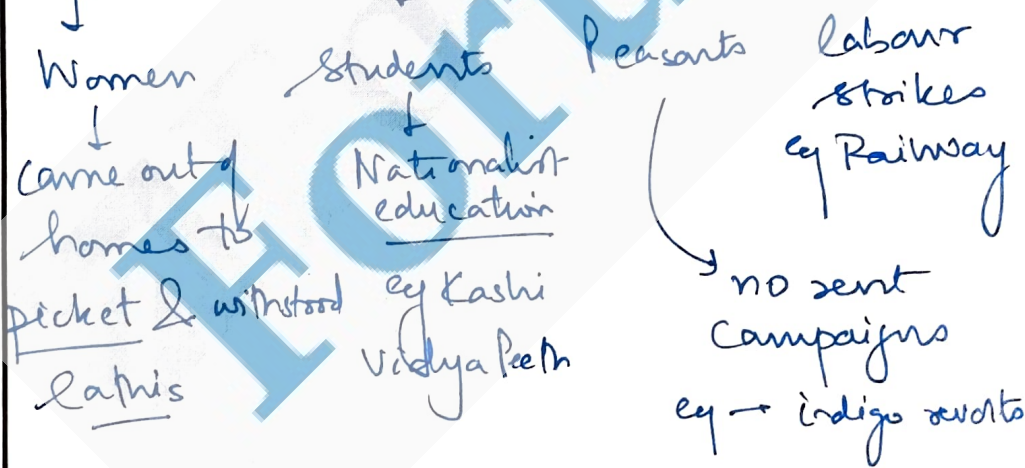 Women
came out of
homes to
picket & withstood
lathis
Students
Nationalist
education
eg Kashi
Vidya Peeth
Peasants
no rent
campaigns
eg → indigo revolts
labour
strikes
eg Railway